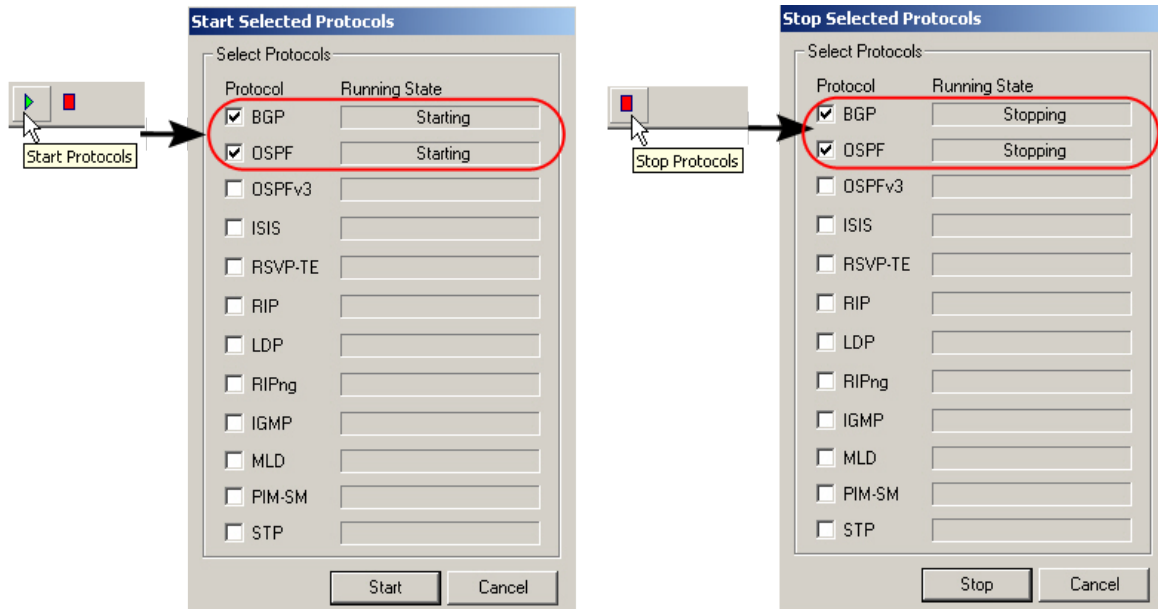 Start Selected Protocols
Select Protocols
Protocol Running State
BGP Starting
OSPF Starting
OSPFv3
ISIS
RSVP-TE
RIP
LDP
RIPng
IGMP
MLD
PIM-SM
STP
Start Cancel
Start Protocols
Stop Selected Protocols
Select Protocols
Protocol Running State
BGP Stopping
OSPF Stopping
OSPFv3
ISIS
RSVP-TE
RIP
LDP
RIPng
IGMP
MLD
PIM-SM
STP
Stop Cancel
Stop Protocols